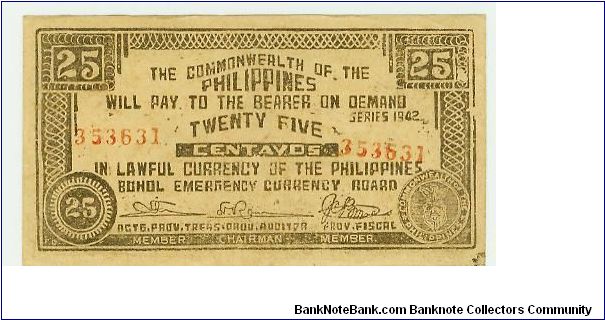 25 25
THE COMMONWEALTH OF THE
PHILIPPINES
WILL PAY TO THE BEARER ON DEMAND
SERIES 1942
TWENTY FIVE
353631
CENTAVOS
353631
IN LAWFUL CURRENCY OF THE PHILIPPINES
BOHOL EMERGENCY CURRENCY BOARD
25
ACTG. PROV. TREAS. PROV. AUDITOR PROV. FISCAL
MEMBER CHAIRMAN MEMBER
BankNoteBank.com Banknote Collectors Community